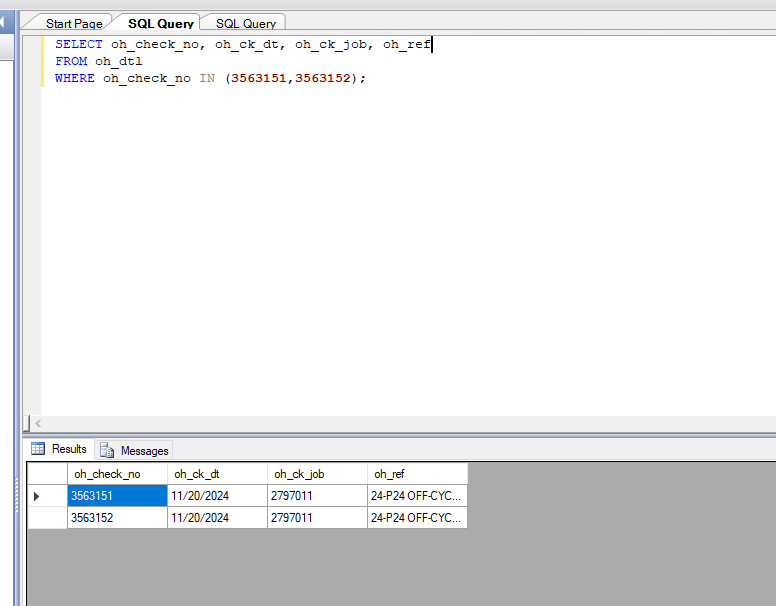 Start Page SQL Query SQL Query
SELECT oh_check_no, oh_ck_dt, oh_ck_job, oh_ref
FROM oh_dtl
WHERE oh_check_no IN (3563151,3563152);
Results Messages
oh_check_no oh_ck_dt oh_ck_job oh_ref
3563151 11/20/2024 2797011 24-P24 OFF-CYC...
3563152 11/20/2024 2797011 24-P24 OFF-CYC...